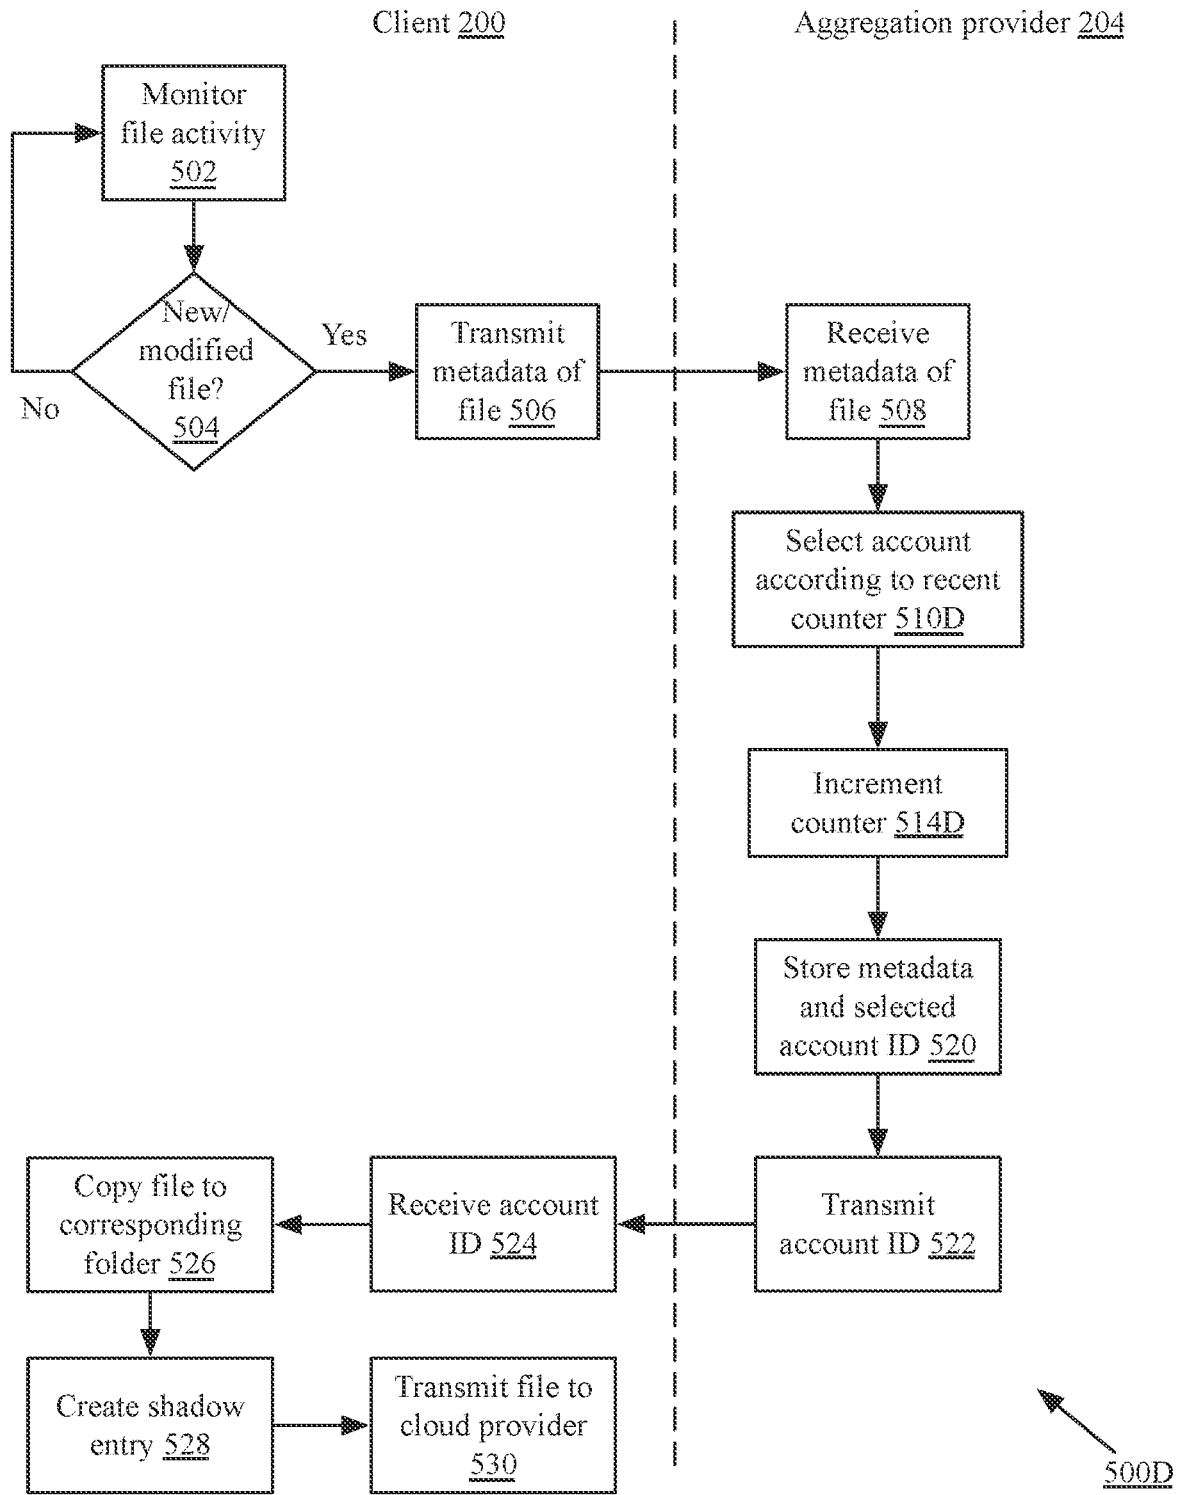 Client 200
Aggregation provider 204
Monitor
file activity
502
New/
modified
file?
504
Yes
No
Transmit
metadata of
file 506
Receive
metadata of
file 508
Select account
according to recent
counter 510D
Increment
counter 514D
Store metadata
and selected
account ID 520
Transmit
account ID 522
Receive account
ID 524
Copy file to
corresponding
folder 526
Create shadow
entry 528
Transmit file to
cloud provider
530
500D